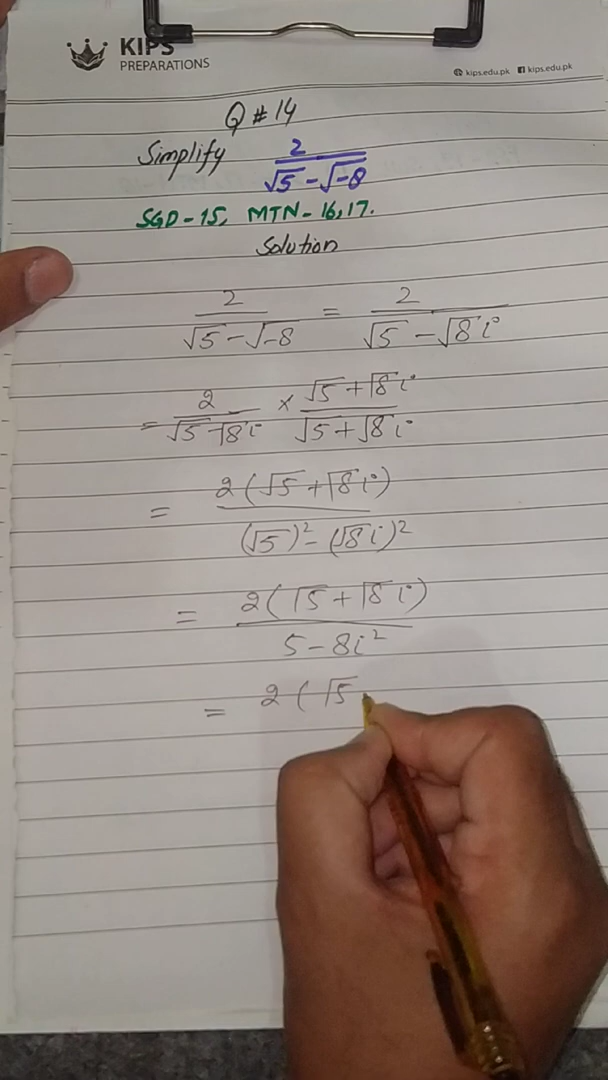 KIPS
PREPARATIONS
kips.edu.pk kips.edu.pk
Q # 14
Simplify 2/(√5 - √-8)
SGD - 15, MTN - 16, 17.
Solution
2/(√5 - √-8) = 2/(√5 - √8 i)
= 2/(√5 - √8 i) × (√5 + √8 i)/(√5 + √8 i)
= 2(√5 + √8 i)/((√5)² - (√8 i)²)
= 2(√5 + √8 i)/(5 - 8i²)
= 2(√5